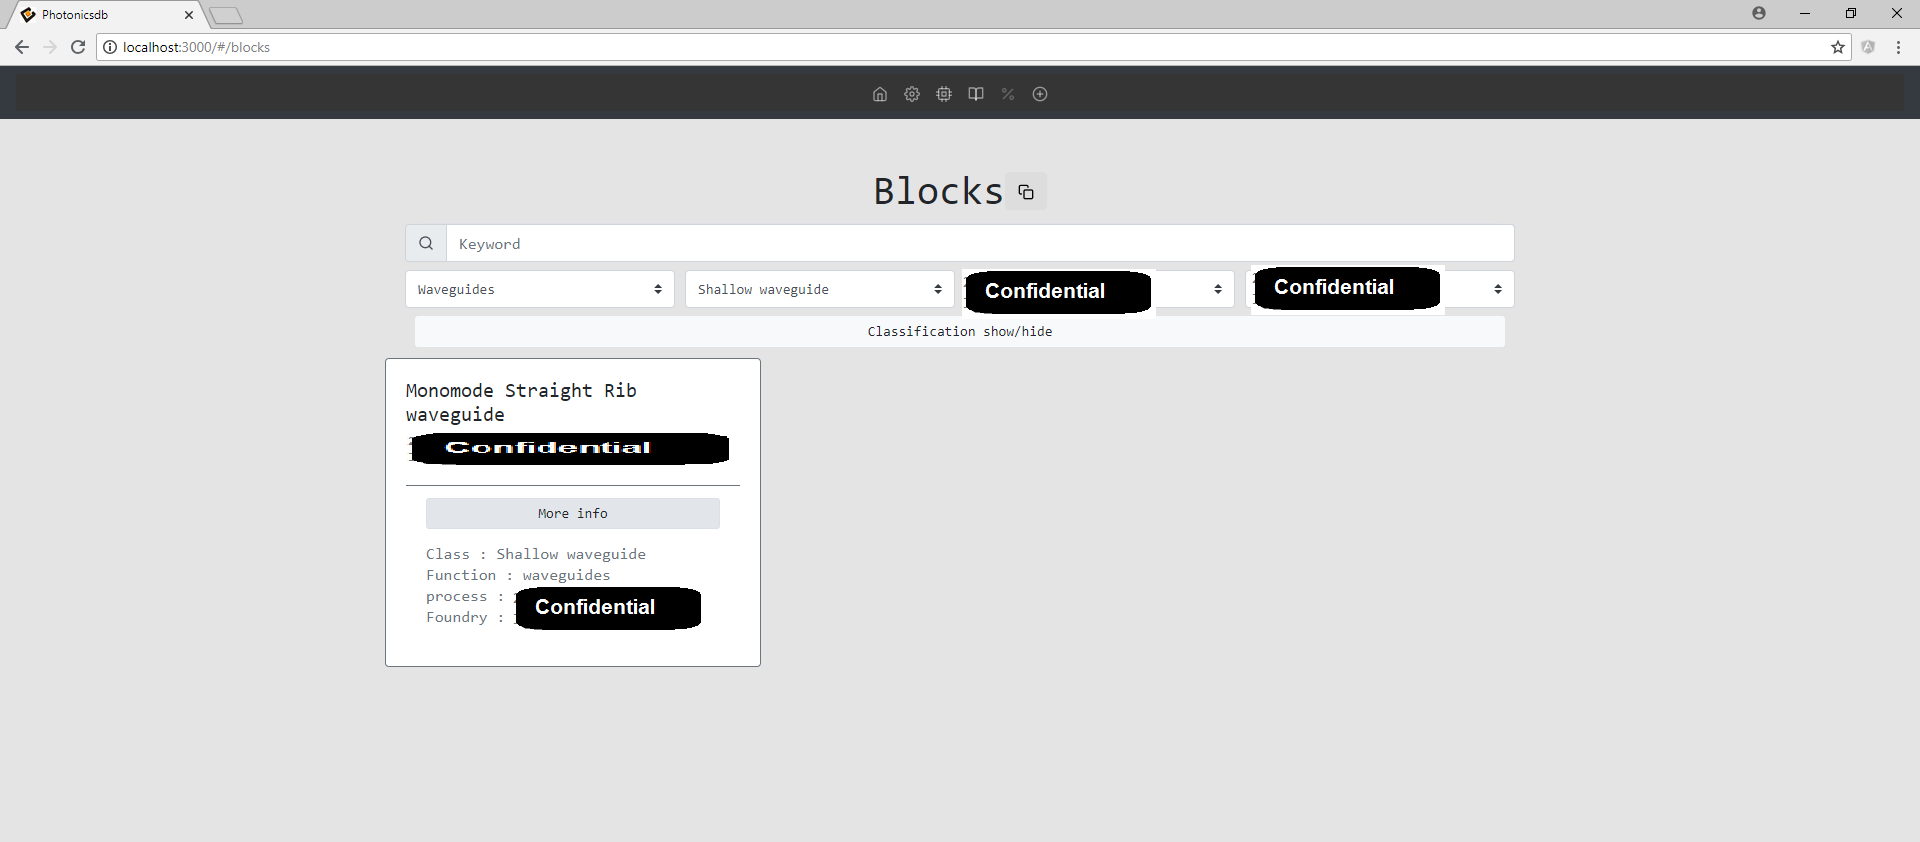 Photonicsdb
localhost:3000/#/blocks
Blocks
Keyword
Waveguides
Shallow waveguide
Confidential
Confidential
Classification show/hide
Monomode Straight Rib
waveguide
Confidential
More info
Class : Shallow waveguide
Function : waveguides
process :
Confidential
Foundry :